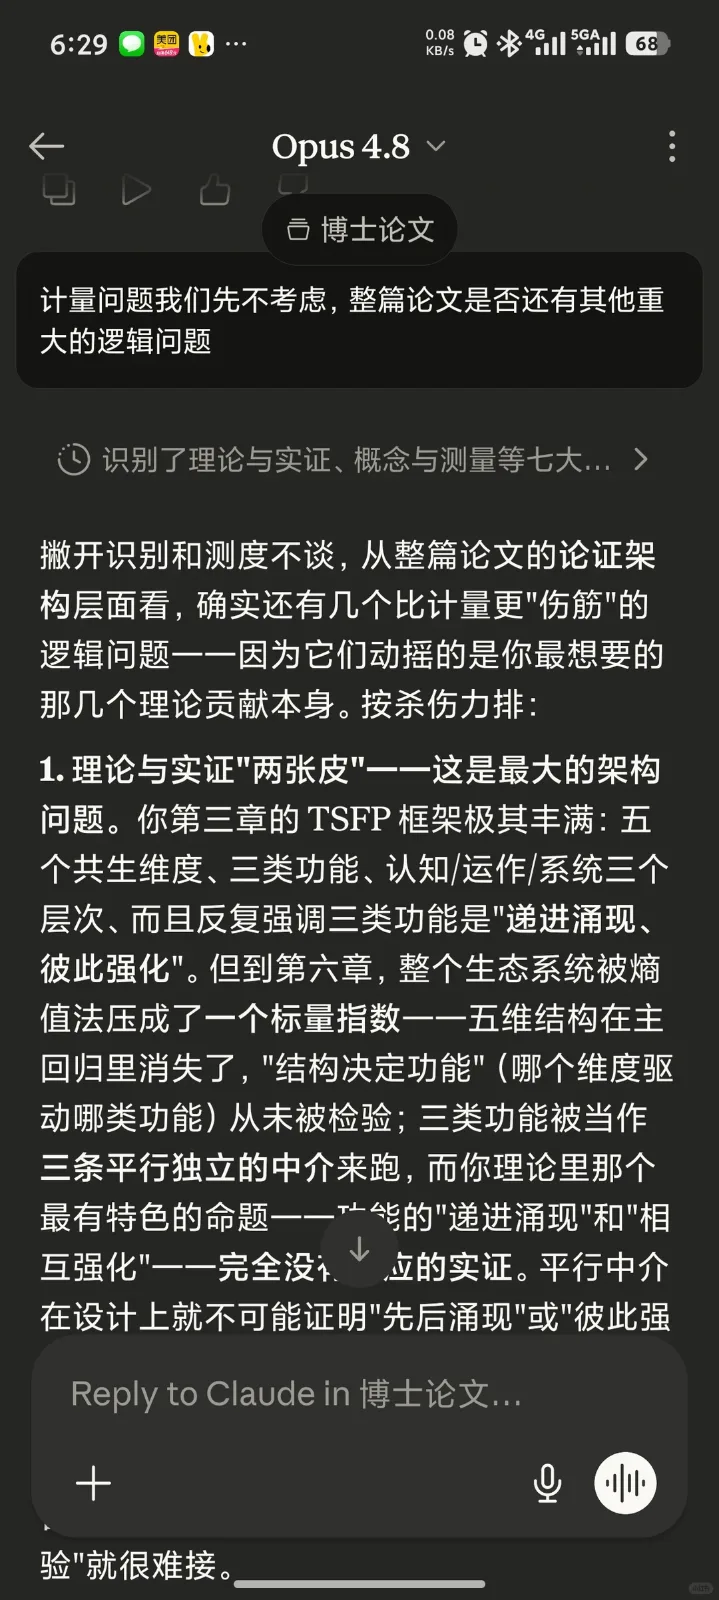 6:29 美团 ... 0.08 KB/s 4G 5GA 68
Opus 4.8
博士论文
计量问题我们先不考虑，整篇论文是否还有其他重
大的逻辑问题
识别了理论与实证、概念与测量等七大...
撇开识别和测度不谈，从整篇论文的论证架
构层面看，确实还有几个比计量更"伤筋"的
逻辑问题——因为它们动摇的是你最想要的
那几个理论贡献本身。按杀伤力排：
1. 理论与实证"两张皮"——这是最大的架构
问题。你第三章的 TSFP 框架极其丰满：五
个共生维度、三类功能、认知/运作/系统三个
层次、而且反复强调三类功能是"递进涌现、
彼此强化"。但到第六章，整个生态系统被熵
值法压成了一个标量指数——五维结构在主
回归里消失了，"结构决定功能"（哪个维度驱
动哪类功能）从未被检验；三类功能被当作
三条平行独立的中介来跑，而你理论里那个
最有特色的命题——功能的"递进涌现"和"相
互强化"——完全没有 应的实证。平行中介
在设计上就不可能证明"先后涌现"或"彼此强
Reply to Claude in 博士论文...
验"就很难接。